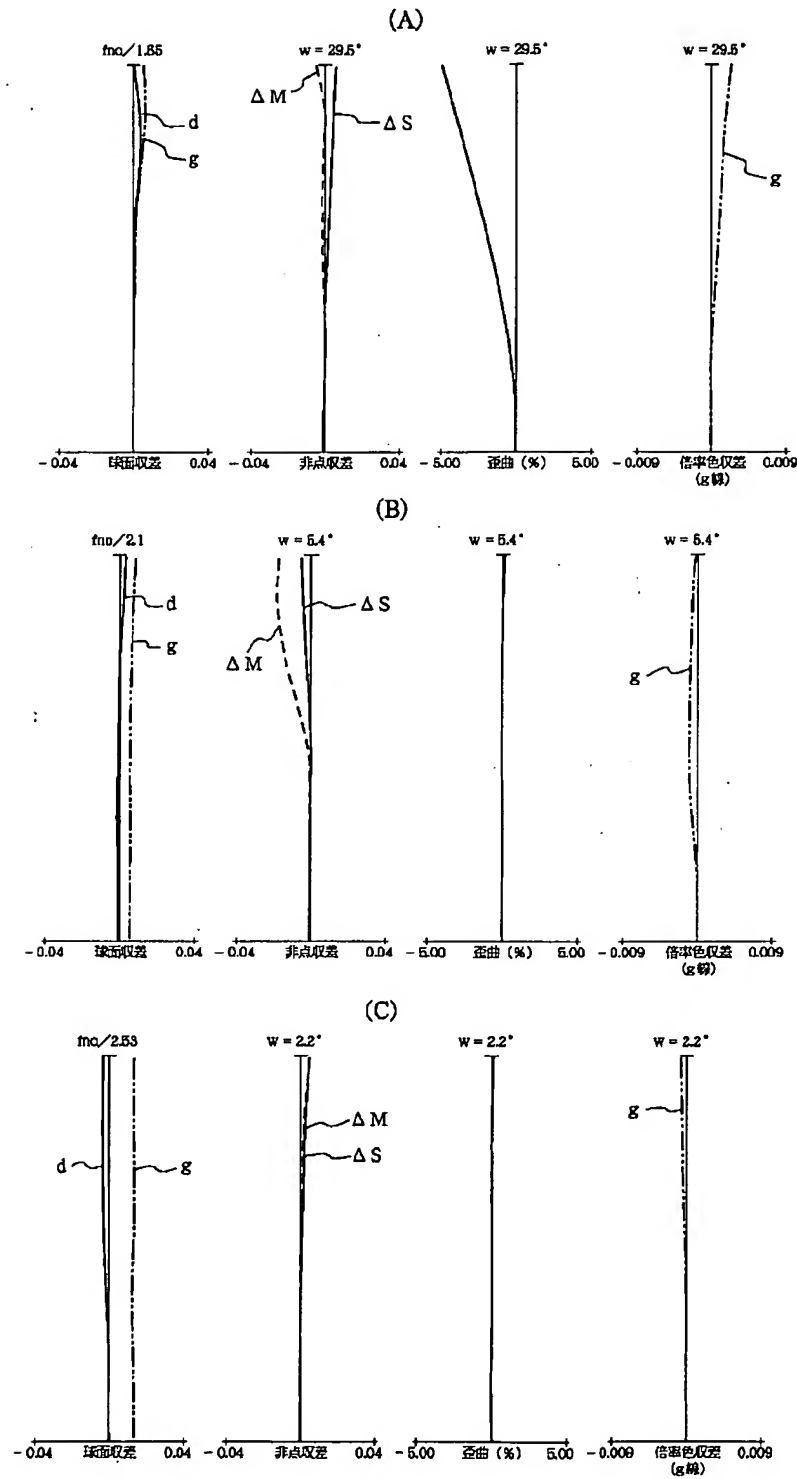 (A)
fno/1.65
w = 29.5°
w = 29.5°
w = 29.5°
ΔM
d
g
ΔS
g
-0.04
球面収差
0.04
-0.04
非点収差
0.04
-5.00
歪曲 (%)
5.00
-0.009
倍率色収差
(g線)
0.009
(B)
fno/2.1
w = 5.4°
w = 5.4°
w = 5.4°
d
g
ΔM
ΔS
g
-0.04
球面収差
0.04
-0.04
非点収差
0.04
-5.00
歪曲 (%)
5.00
-0.009
倍率色収差
(g線)
0.009
(C)
fno/2.53
w = 2.2°
w = 2.2°
w = 2.2°
d
g
ΔM
ΔS
g
-0.04
球面収差
0.04
-0.04
非点収差
0.04
-5.00
歪曲 (%)
5.00
-0.009
倍率色収差
(g線)
0.009